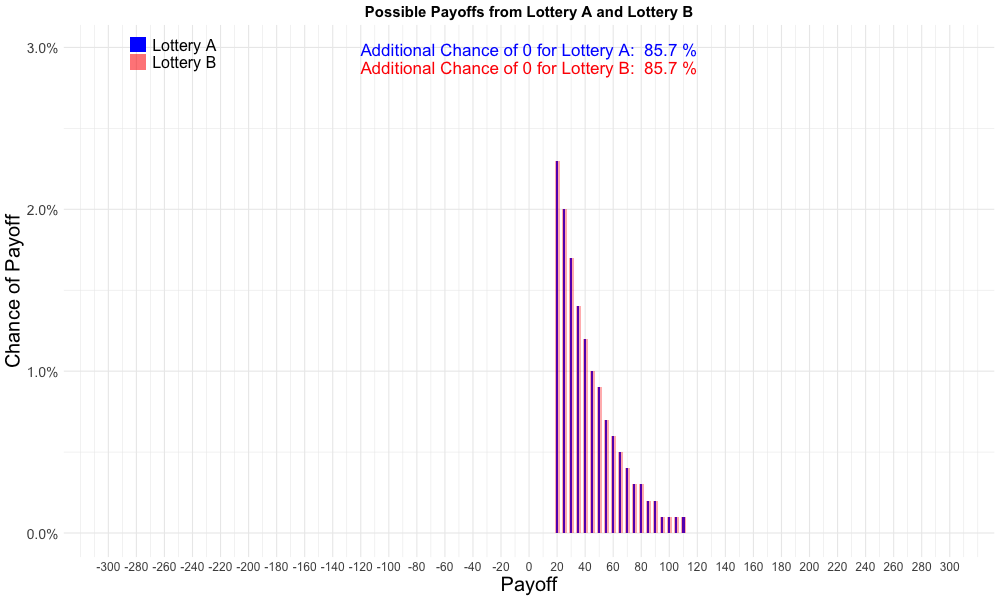 Possible Payoffs from Lottery A and Lottery B
Lottery A
Lottery B
Additional Chance of 0 for Lottery A: 85.7 %
Additional Chance of 0 for Lottery B: 85.7 %
Chance of Payoff
3.0%
2.0%
1.0%
0.0%
-300 -280 -260 -240 -220 -200 -180 -160 -140 -120 -100 -80 -60 -40 -20 0 20 40 60 80 100 120 140 160 180 200 220 240 260 280 300
Payoff